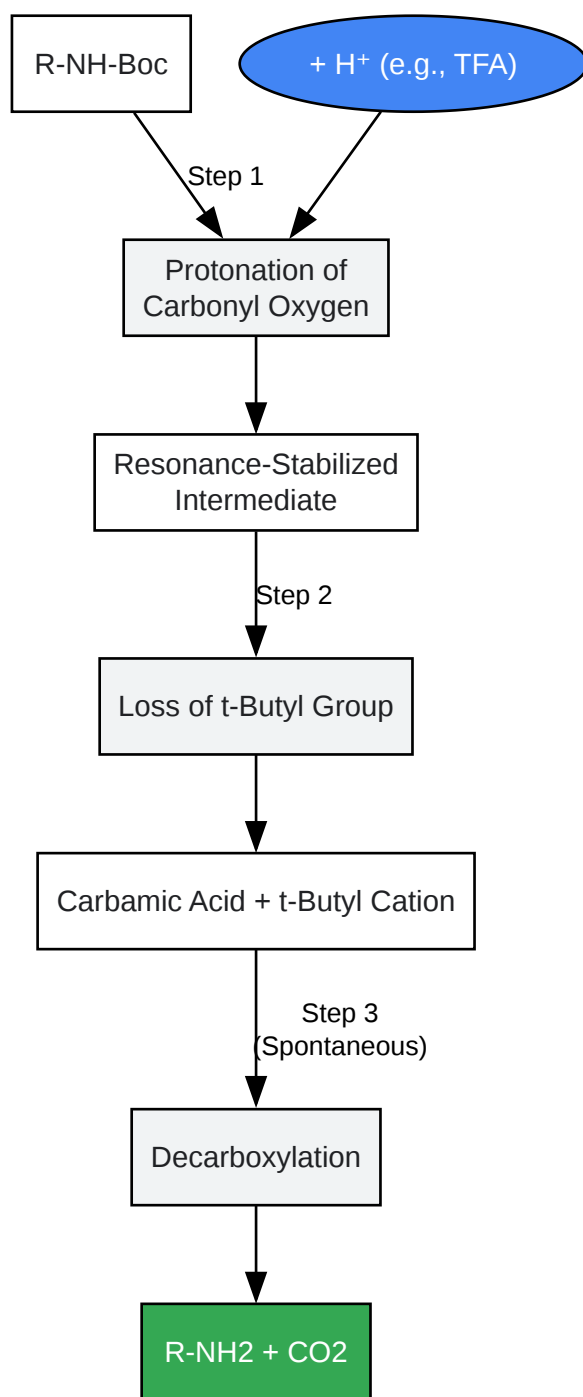 R-NH-Boc
+ H⁺ (e.g., TFA)
Step 1
Protonation of
Carbonyl Oxygen
Resonance-Stabilized
Intermediate
Step 2
Loss of t-Butyl Group
Carbamic Acid + t-Butyl Cation
Step 3
(Spontaneous)
Decarboxylation
R-NH2 + CO2